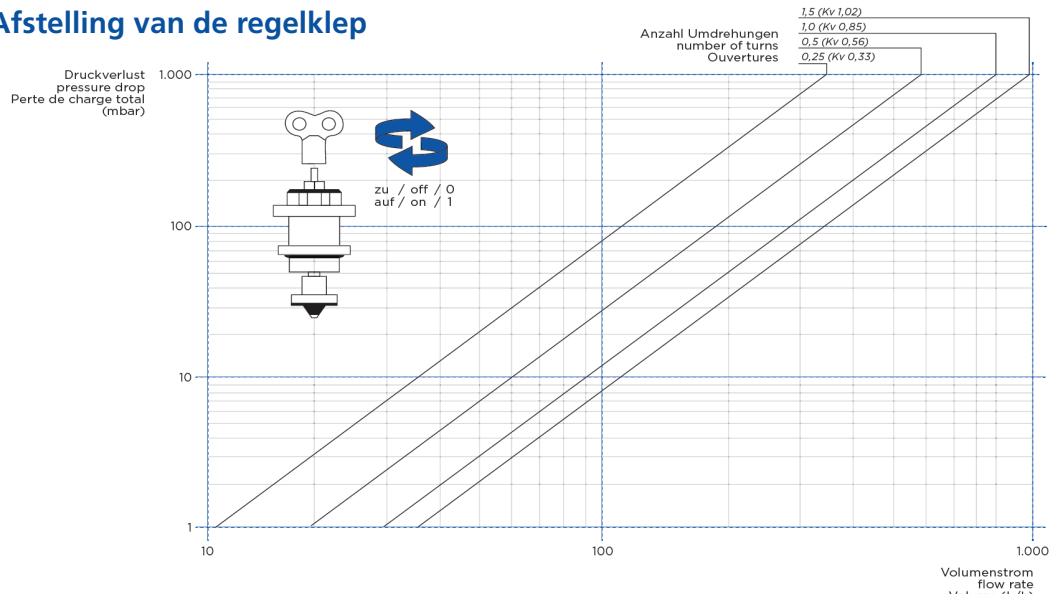 Afstelling van de regelklep
1,5 (Kv 1,02)
1,0 (Kv 0,85)
0,5 (Kv 0,56)
0,25 (Kv 0,33)
Anzahl Umdrehungen
number of turns
Ouvertures
Druckverlust
pressure drop
Perte de charge total
(mbar)
1.000
100
10
1
zu / off / 0
auf / on / 1
10
100
1.000
Volumenstrom
flow rate